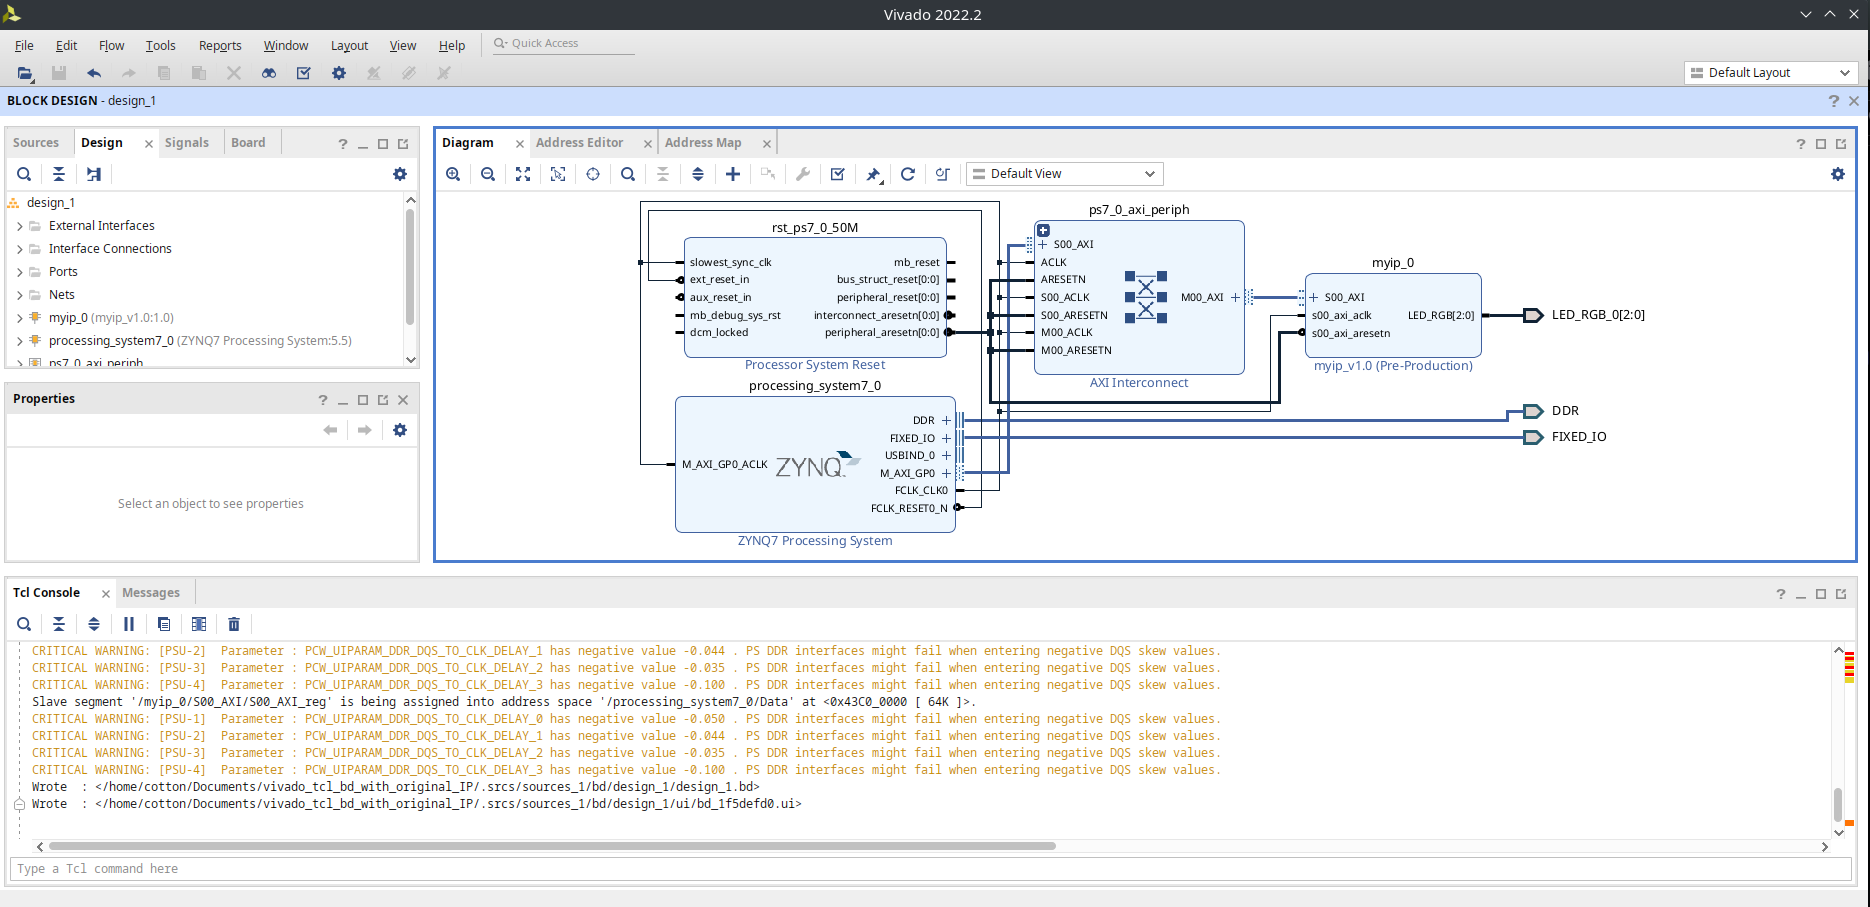 Vivado 2022.2
File Edit Flow Tools Reports Window Layout View Help Quick Access
Default Layout
BLOCK DESIGN - design_1
Sources Design Signals Board
design_1
External Interfaces
Interface Connections
Ports
Nets
myip_0 (myip_v1.0:1.0)
processing_system7_0 (ZYNQ7 Processing System:5.5)
ps7_0_axi_periph
Properties
Select an object to see properties
Diagram Address Editor Address Map
Default View
rst_ps7_0_50M
slowest_sync_clk mb_reset
ext_reset_in bus_struct_reset[0:0]
aux_reset_in peripheral_reset[0:0]
mb_debug_sys_rst interconnect_aresetn[0:0]
dcm_locked peripheral_aresetn[0:0]
Processor System Reset
processing_system7_0
DDR
FIXED_IO
USBIND_0
M_AXI_GP0_ACLK ZYNQ M_AXI_GP0
FCLK_CLK0
FCLK_RESET0_N
ZYNQ7 Processing System
ps7_0_axi_periph
S00_AXI
ACLK
ARESETN
S00_ACLK M00_AXI
S00_ARESETN
M00_ACLK
M00_ARESETN
AXI Interconnect
myip_0
S00_AXI
s00_axi_aclk LED_RGB[2:0]
s00_axi_aresetn
myip_v1.0 (Pre-Production)
LED_RGB_0[2:0]
DDR
FIXED_IO
Tcl Console Messages
CRITICAL WARNING: [PSU-2] Parameter : PCW_UIPARAM_DDR_DQS_TO_CLK_DELAY_1 has negative value -0.044 . PS DDR interfaces might fail when entering negative DQS skew values.
CRITICAL WARNING: [PSU-3] Parameter : PCW_UIPARAM_DDR_DQS_TO_CLK_DELAY_2 has negative value -0.035 . PS DDR interfaces might fail when entering negative DQS skew values.
CRITICAL WARNING: [PSU-4] Parameter : PCW_UIPARAM_DDR_DQS_TO_CLK_DELAY_3 has negative value -0.100 . PS DDR interfaces might fail when entering negative DQS skew values.
Slave segment '/myip_0/S00_AXI/S00_AXI_reg' is being assigned into address space '/processing_system7_0/Data' at <0x43C0_0000 [ 64K ]>.
CRITICAL WARNING: [PSU-1] Parameter : PCW_UIPARAM_DDR_DQS_TO_CLK_DELAY_0 has negative value -0.050 . PS DDR interfaces might fail when entering negative DQS skew values.
CRITICAL WARNING: [PSU-2] Parameter : PCW_UIPARAM_DDR_DQS_TO_CLK_DELAY_1 has negative value -0.044 . PS DDR interfaces might fail when entering negative DQS skew values.
CRITICAL WARNING: [PSU-3] Parameter : PCW_UIPARAM_DDR_DQS_TO_CLK_DELAY_2 has negative value -0.035 . PS DDR interfaces might fail when entering negative DQS skew values.
CRITICAL WARNING: [PSU-4] Parameter : PCW_UIPARAM_DDR_DQS_TO_CLK_DELAY_3 has negative value -0.100 . PS DDR interfaces might fail when entering negative DQS skew values.
Wrote : </home/cotton/Documents/vivado_tcl_bd_with_original_IP/.srcs/sources_1/bd/design_1/design_1.bd>
Wrote : </home/cotton/Documents/vivado_tcl_bd_with_original_IP/.srcs/sources_1/bd/design_1/ui/bd_1f5defd0.ui>
Type a Tcl command here